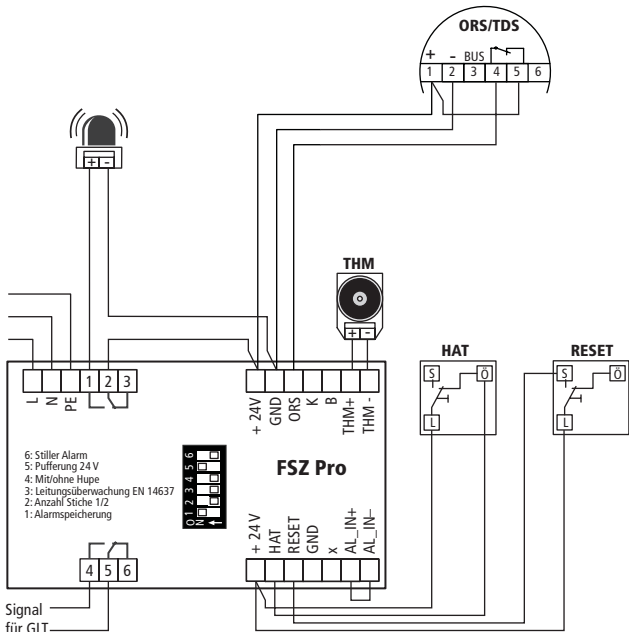 ORS/TDS
+ - BUS
1 2 3 4 5 6
+ -
THM
+ -
HAT
S Ö
L
RESET
S Ö
L
L N PE 1 2 3
+ 24V GND ORS K B THM+ THM -
6: Stiller Alarm
5: Pufferung 24 V
4: Mit/ohne Hupe
3: Leitungsüberwachung EN 14637
2: Anzahl Stiche 1/2
1: Alarmspeicherung
1 2 3 4 5 6
ON
FSZ Pro
4 5 6
+ 24 V HAT RESET GND x AL_IN+ AL_IN–
Signal
für GLT